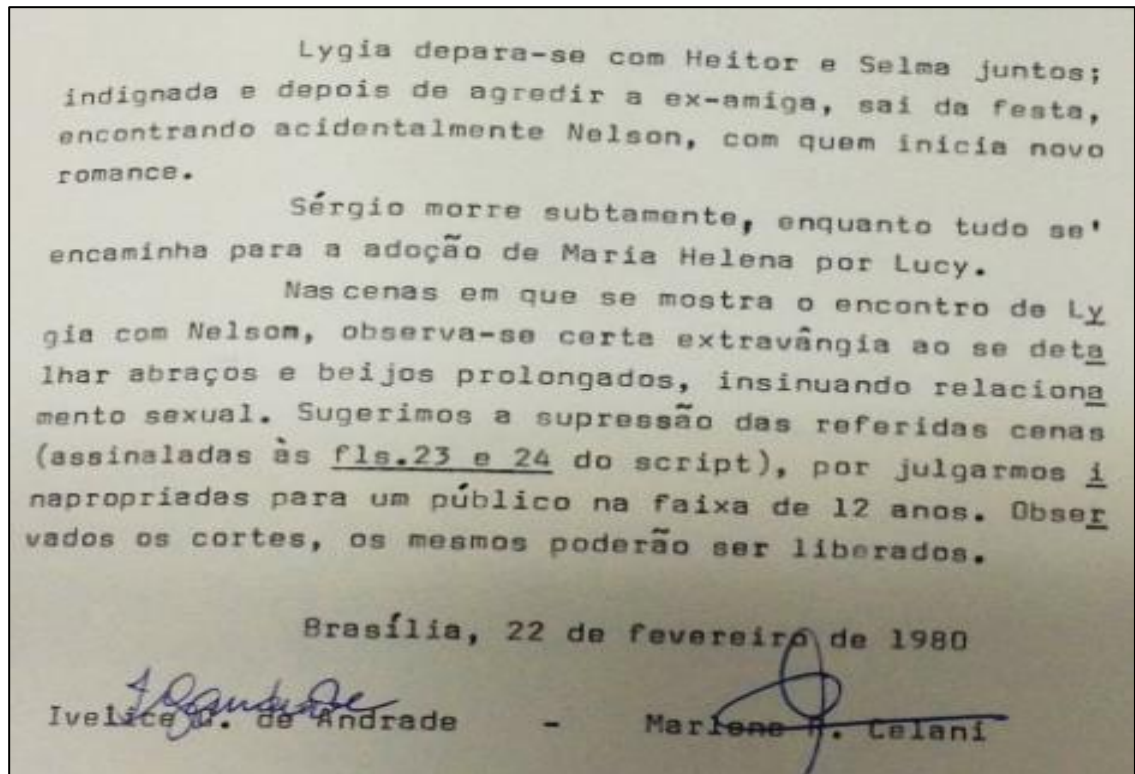 Lygia depara-se com Heitor e Selma juntos;
indignada e depois de agredir a ex-amiga, sai da festa,
encontrando acidentalmente Nelson, com quem inicia novo
romance.
Sérgio morre subtamente, enquanto tudo se'
encaminha para a adoção de Maria Helena por Lucy.
Nas cenas em que se mostra o encontro de Ly
gia com Nelsom, observa-se certa extravângia ao se deta
lhar abraços e beijos prolongados, insinuando relaciona
mento sexual. Sugerimos a supressão das referidas cenas
(assinaladas às fls.23 e 24 do script), por julgarmos i
napropriadas para um público na faixa de 12 anos. Obser
vados os cortes, os mesmos poderão ser liberados.
Brasília, 22 de fevereiro de 1980
Ivelice de Andrade - Marlene Celani